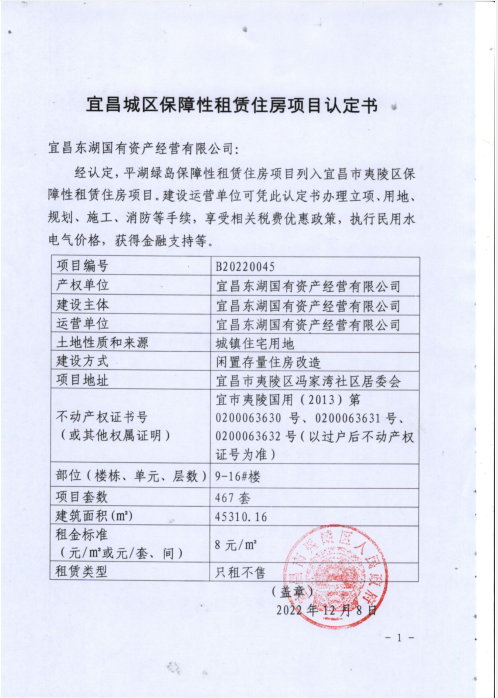 宜昌城区保障性租赁住房项目认定书
宜昌东湖国有资产经营有限公司：
经认定，平湖绿岛保障性租赁住房项目列入宜昌市夷陵区保
障性租赁住房项目。建设运营单位可凭此认定书办理立项、用地、
规划、施工、消防等手续，享受相关税费优惠政策，执行民用水
电气价格，获得金融支持等。
项目编号 B20220045
产权单位 宜昌东湖国有资产经营有限公司
建设主体 宜昌东湖国有资产经营有限公司
运营单位 宜昌东湖国有资产经营有限公司
土地性质和来源 城镇住宅用地
建设方式 闲置存量住房改造
项目地址 宜昌市夷陵区冯家湾社区居委会
不动产权证书号
（或其他权属证明）
宜市夷陵国用（2013）第
0200063630 号、0200063631 号、
0200063632 号（以过户后不动产权
证号为准）
部位（楼栋、单元、层数） 9-16#楼
项目套数 467 套
建筑面积(㎡) 45310.16
租金标准
（元/㎡或元/套、间）
8 元/㎡
租赁类型 只租不售
（盖章）
2022 年 12 月 8 日
宜昌市夷陵区人民政府
- 1 -